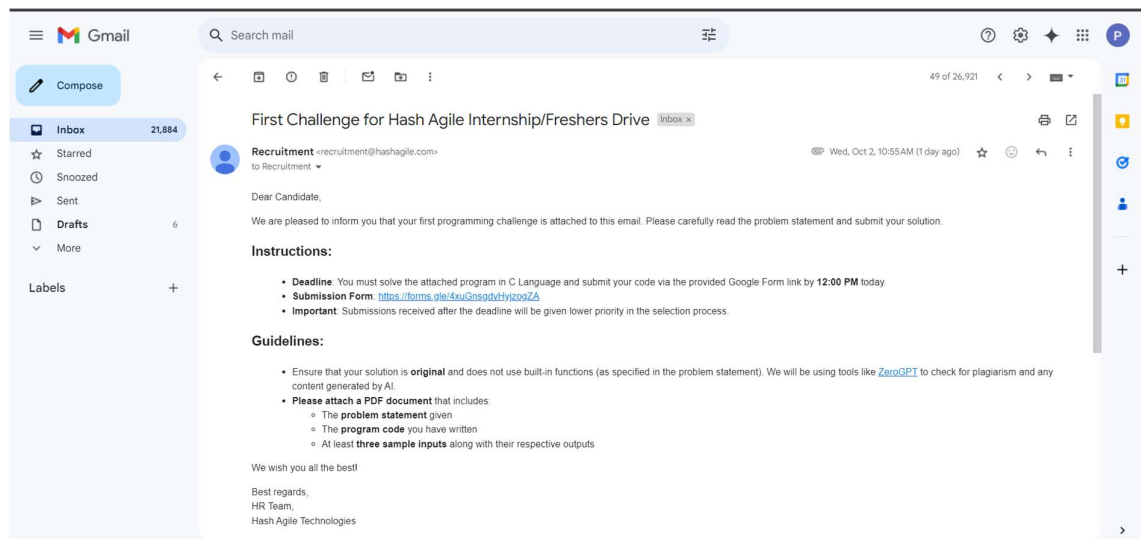 Gmail
Search mail
P
Compose
49 of 26,921
31
First Challenge for Hash Agile Internship/Freshers Drive Inbox x
Inbox 21,884
Starred
Recruitment <recruitment@hashagile.com> Wed, Oct 2, 10:55 AM (1 day ago)
to Recruitment
Snoozed
Sent
Dear Candidate,
Drafts 6
We are pleased to inform you that your first programming challenge is attached to this email. Please carefully read the problem statement and submit your solution.
More
Instructions:
Labels +
• Deadline: You must solve the attached program in C Language and submit your code via the provided Google Form link by 12:00 PM today.
• Submission Form: https://forms.gle/4xuGnsgdvHyjzogZA
• Important: Submissions received after the deadline will be given lower priority in the selection process.
Guidelines:
• Ensure that your solution is original and does not use built-in functions (as specified in the problem statement). We will be using tools like ZeroGPT to check for plagiarism and any
content generated by AI.
• Please attach a PDF document that includes:
◦ The problem statement given
◦ The program code you have written
◦ At least three sample inputs along with their respective outputs
We wish you all the best!
Best regards,
HR Team,
Hash Agile Technologies